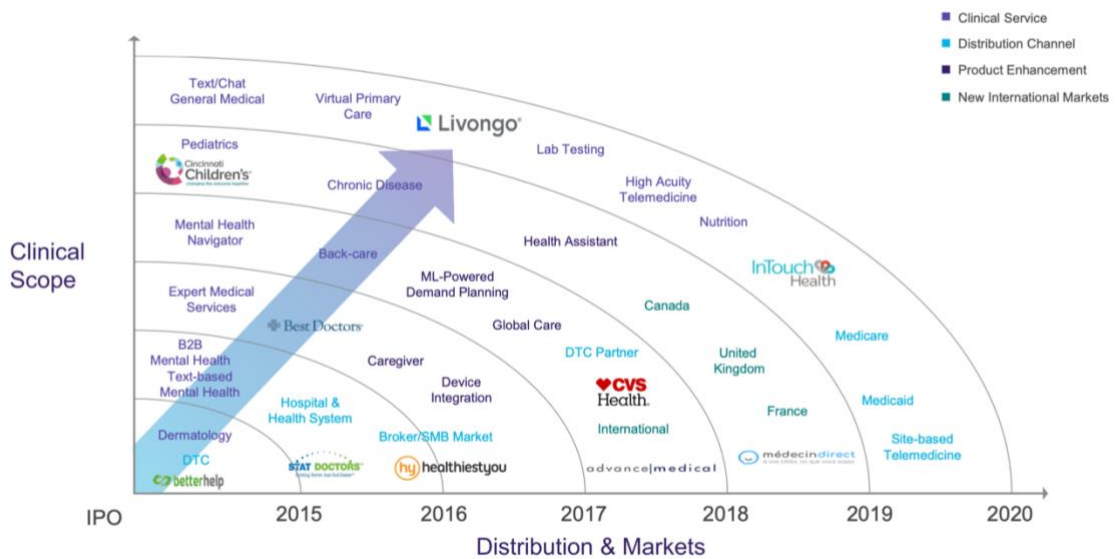 Clinical Service
Distribution Channel
Product Enhancement
New International Markets
Text/Chat
General Medical
Virtual Primary
Care
Livongo®
Pediatrics
Cincinnati
Children's®
changing the outcome together
Chronic Disease
Lab Testing
High Acuity
Telemedicine
Nutrition
Mental Health
Navigator
Back-care
Health Assistant
Clinical
Scope
InTouch
Health
Expert Medical
Services
ML-Powered
Demand Planning
Canada
Best Doctors®
Global Care
Medicare
B2B
Mental Health
Text-based
Mental Health
Caregiver
DTC Partner
United
Kingdom
Device
Integration
CVS
Health.
Hospital &
Health System
France
Medicaid
Dermatology
Broker/SMB Market
International
Site-based
Telemedicine
DTC
betterhelp
STAT DOCTORS
hy healthiestyou
advance|medical
médecindirect
IPO
2015
2016
2017
2018
2019
2020
Distribution & Markets